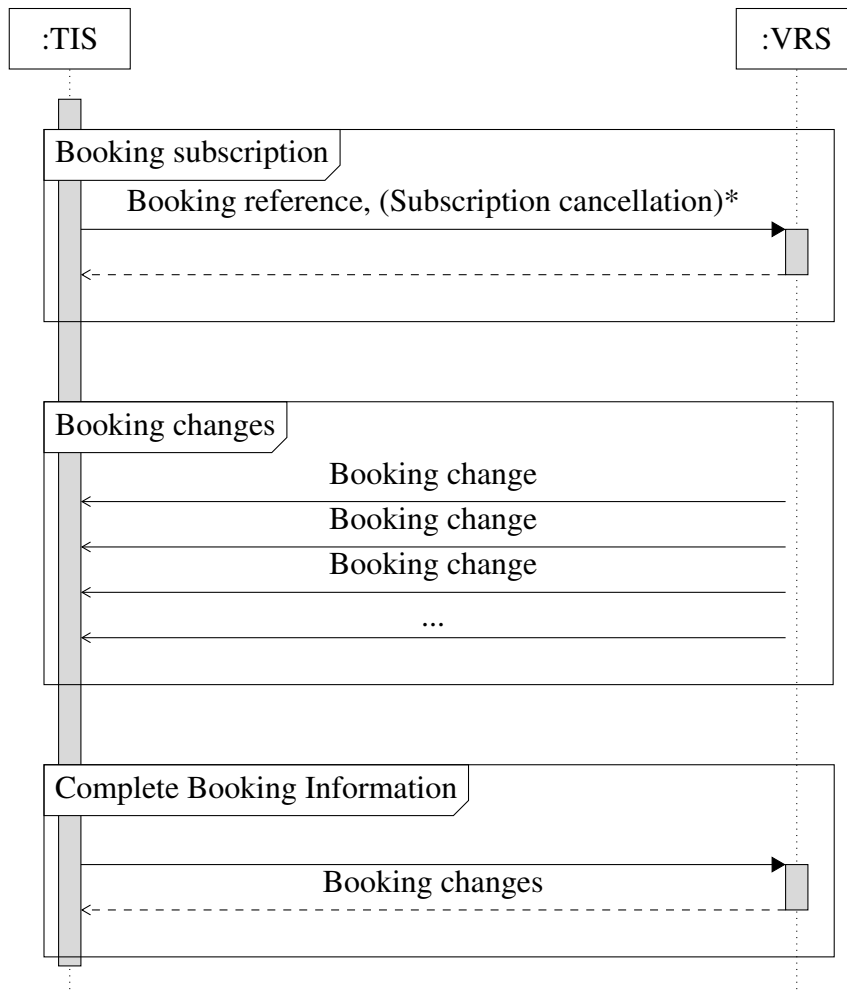 :TIS
:VRS
Booking subscription
Booking reference, (Subscription cancellation)*
Booking changes
Booking change
Booking change
Booking change
...
Complete Booking Information
Booking changes